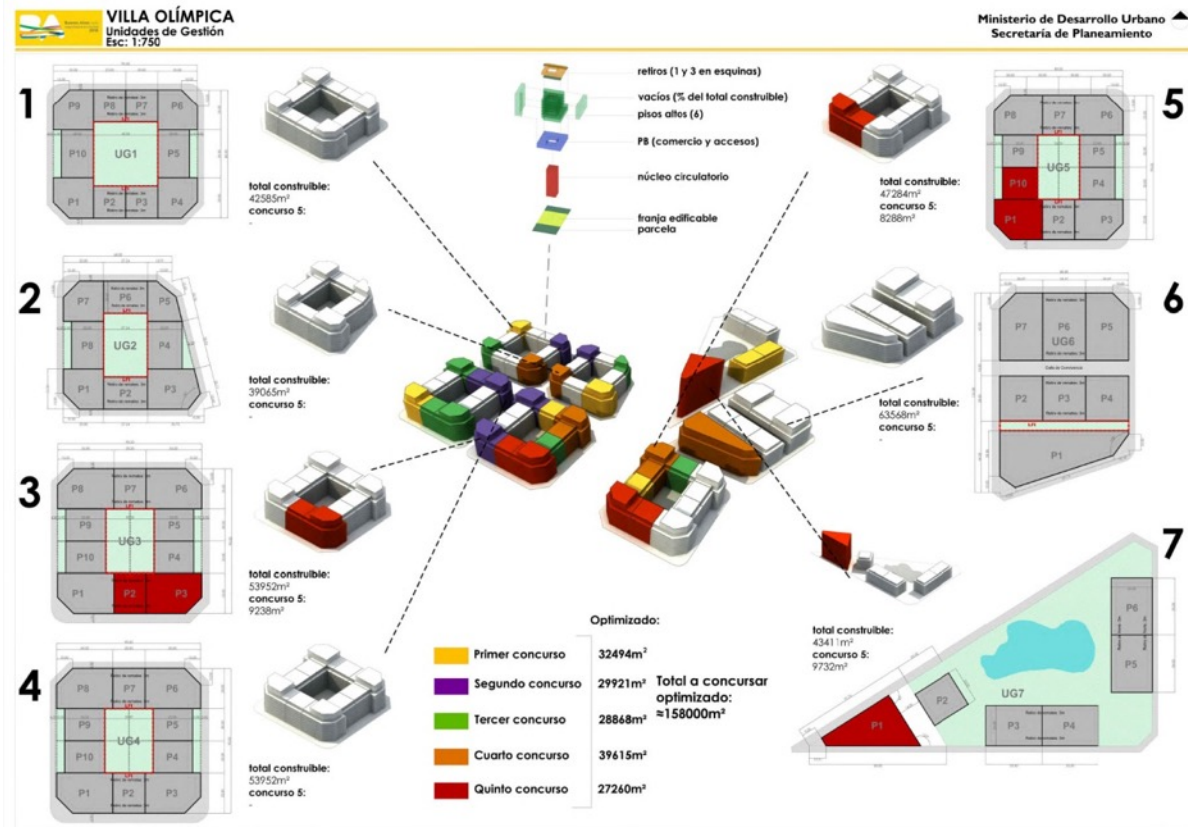 VILLA OLÍMPICA
Unidades de Gestión
Esc: 1:750
Ministerio de Desarrollo Urbano
Secretaría de Planeamiento
1
P9 P8 P7 P6
P10 UG1 P5
P1 P2 P3 P4
total construible:
42585m²
concurso 5:
-
retiros (1 y 3 en esquinas)
vacíos (% del total construible)
pisos altos (6)
PB (comercio y accesos)
núcleo circulatorio
franja edificable
parcela
5
P8 P7 P6
P9 UG5 P5
P10 P4
P1 P2 P3
total construible:
47284m²
concurso 5:
8288m²
2
P7 P6 P5
P8 UG2 P4
P1 P2 P3
total construible:
39065m²
concurso 5:
-
6
P7 P6 P5
UG6
P2 P3 P4
P1
total construible:
63568m²
concurso 5:
-
3
P8 P7 P6
P9 P5
UG3
P10 P4
P1 P2 P3
total construible:
53952m²
concurso 5:
9238m²
7
P6
P5
P2
UG7
P1 P3 P4
total construible:
43411m²
concurso 5:
9732m²
4
P8 P7 P6
P9 P5
UG4
P10 P4
P1 P2 P3
total construible:
53952m²
concurso 5:
-
Optimizado:
Primer concurso 32494m²
Segundo concurso 29921m²
Tercer concurso 28868m²
Cuarto concurso 39615m²
Quinto concurso 27260m²
Total a concursar
optimizado:
≈158000m²